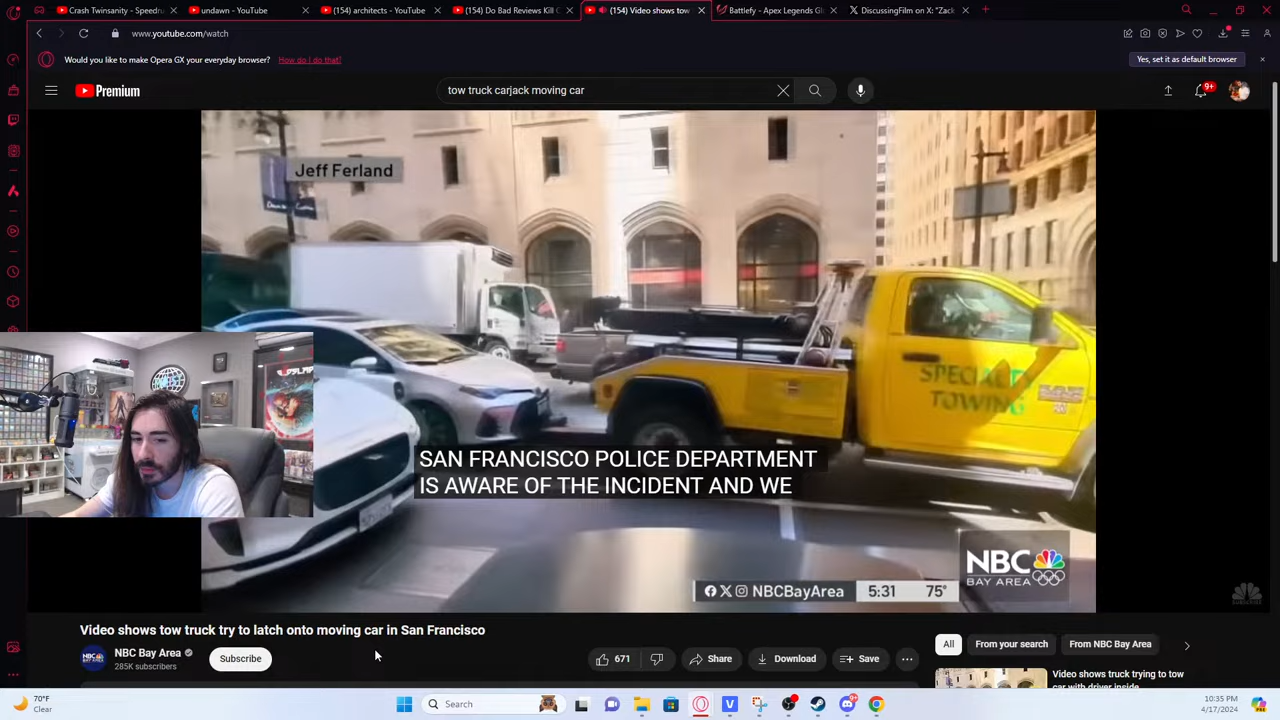 Crash Twinsanity - Speedru
undawn - YouTube
(154) architects - YouTube
(154) Do Bad Reviews Kill C
(154) Video shows tow
Battlefy - Apex Legends Gl
DiscussingFilm on X: "Zack
www.youtube.com/watch
Would you like to make Opera GX your everyday browser? How do I do that!
Yes, set it as default browser
Premium
tow truck carjack moving car
9+
Jeff Ferland
SPECIALTY
TOWING
SAN FRANCISCO POLICE DEPARTMENT
IS AWARE OF THE INCIDENT AND WE
NBC
BAY AREA
NBCBayArea 5:31 75°
Video shows tow truck try to latch onto moving car in San Francisco
NBC Bay Area
285K subscribers
Subscribe
671
Share
Download
Save
All
From your search
From NBC Bay Area
Video shows truck trying to tow
car with driver inside
70°F
Clear
Search
9+
10:35 PM
4/17/2024